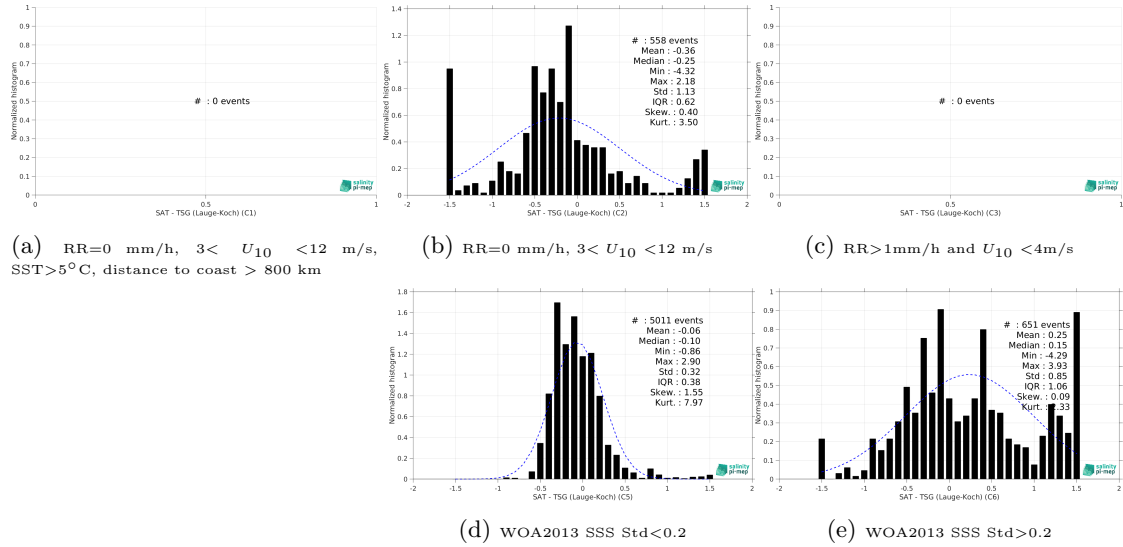 1
0.9
0.8
0.7
0.6
0.5
0.4
0.3
0.2
0.1
0
Normalized histogram
# : 0 events
0
0.5
1
SAT - TSG (Lauge-Koch) (C1)
salinity
pi-mep
(a) RR=0 mm/h, 3< U10 <12 m/s,
SST>5°C, distance to coast > 800 km
1.4
1.2
1
0.8
0.6
0.4
0.2
0
Normalized histogram
# : 558 events
Mean : -0.36
Median : -0.25
Min : -4.32
Max : 2.18
Std : 1.13
IQR : 0.62
Skew. : 0.40
Kurt. : 3.50
-2
-1.5
-1
-0.5
0
0.5
1
1.5
2
SAT - TSG (Lauge-Koch) (C2)
salinity
pi-mep
(b) RR=0 mm/h, 3< U10 <12 m/s
1
0.9
0.8
0.7
0.6
0.5
0.4
0.3
0.2
0.1
0
Normalized histogram
# : 0 events
0
0.5
1
SAT - TSG (Lauge-Koch) (C3)
salinity
pi-mep
(c) RR>1mm/h and U10 <4m/s
1.8
1.6
1.4
1.2
1
0.8
0.6
0.4
0.2
0
Normalized histogram
# : 5011 events
Mean : -0.06
Median : -0.10
Min : -0.86
Max : 2.90
Std : 0.32
IQR : 0.38
Skew. : 1.55
Kurt. : 7.97
-2
-1.5
-1
-0.5
0
0.5
1
1.5
2
SAT - TSG (Lauge-Koch) (C5)
salinity
pi-mep
(d) WOA2013 SSS Std<0.2
1
0.9
0.8
0.7
0.6
0.5
0.4
0.3
0.2
0.1
0
Normalized histogram
# : 651 events
Mean : 0.25
Median : 0.15
Min : -4.29
Max : 3.93
Std : 0.85
IQR : 1.06
Skew. : 0.09
Kurt. :
-2
-1.5
-1
-0.5
0
0.5
1
1.5
2
SAT - TSG (Lauge-Koch) (C6)
salinity
pi-mep
(e) WOA2013 SSS Std>0.2